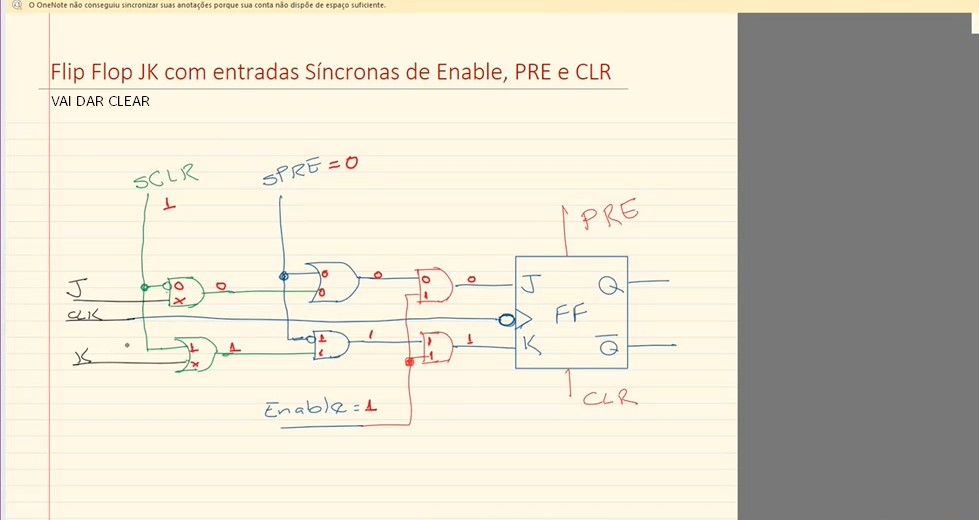 O OneNote não conseguiu sincronizar suas anotações porque sua conta não dispõe de espaço suficiente.
Flip Flop JK com entradas Síncronas de Enable, PRE e CLR
VAI DAR CLEAR
SCLR
SPRE = 0
1
PRE
J
0
X
0
0
0
0
0
1
0
J
Q
CLK
FF
K
1
X
1
1
1
1
1
1
1
K
Q̅
Enable = 1
CLR